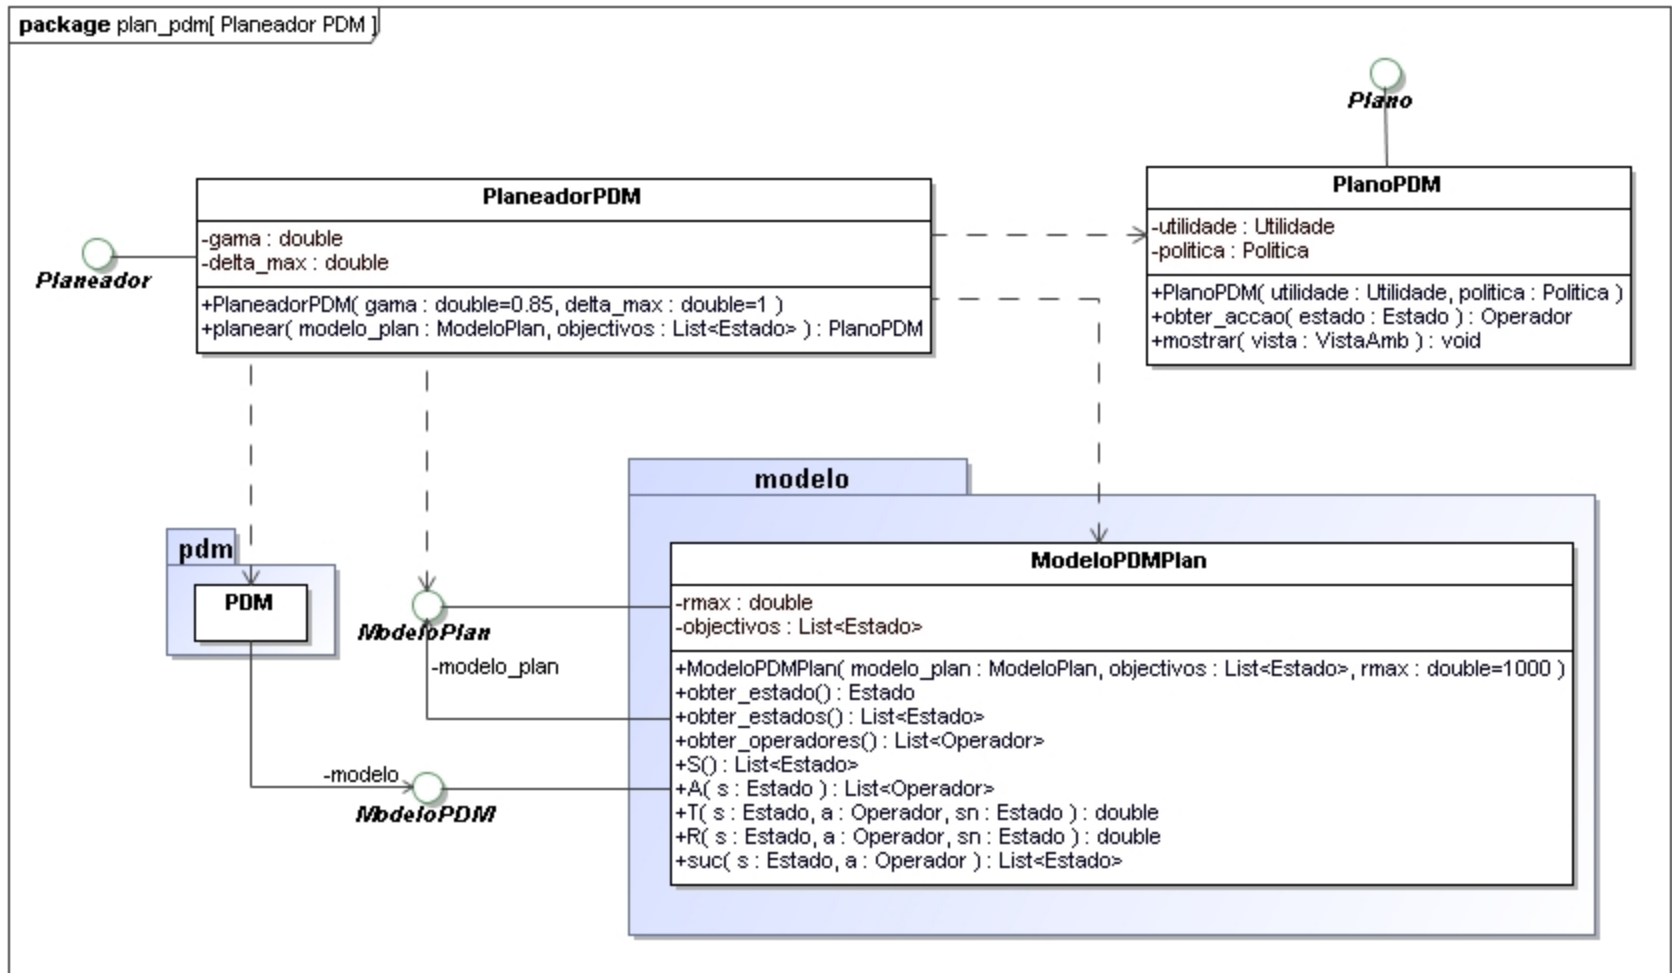 package plan_pdm[ Planeador PDM ]
Plano
PlanoPDM
-utilidade : Utilidade
-politica : Politica
+PlanoPDM( utilidade : Utilidade, politica : Politica )
+obter_accao( estado : Estado ) : Operador
+mostrar( vista : VistaAmb ) : void
PlaneadorPDM
-gama : double
-delta_max : double
+PlaneadorPDM( gama : double=0.85, delta_max : double=1 )
+planear( modelo_plan : ModeloPlan, objectivos : List<Estado> ) : PlanoPDM
Planeador
modelo
pdm
PDM
ModeloPlan
-modelo_plan
-modelo
ModeloPDM
ModeloPDMPlan
-rmax : double
-objectivos : List<Estado>
+ModeloPDMPlan( modelo_plan : ModeloPlan, objectivos : List<Estado>, rmax : double=1000 )
+obter_estado() : Estado
+obter_estados() : List<Estado>
+obter_operadores() : List<Operador>
+S() : List<Estado>
+A( s : Estado ) : List<Operador>
+T( s : Estado, a : Operador, sn : Estado ) : double
+R( s : Estado, a : Operador, sn : Estado ) : double
+suc( s : Estado, a : Operador ) : List<Estado>